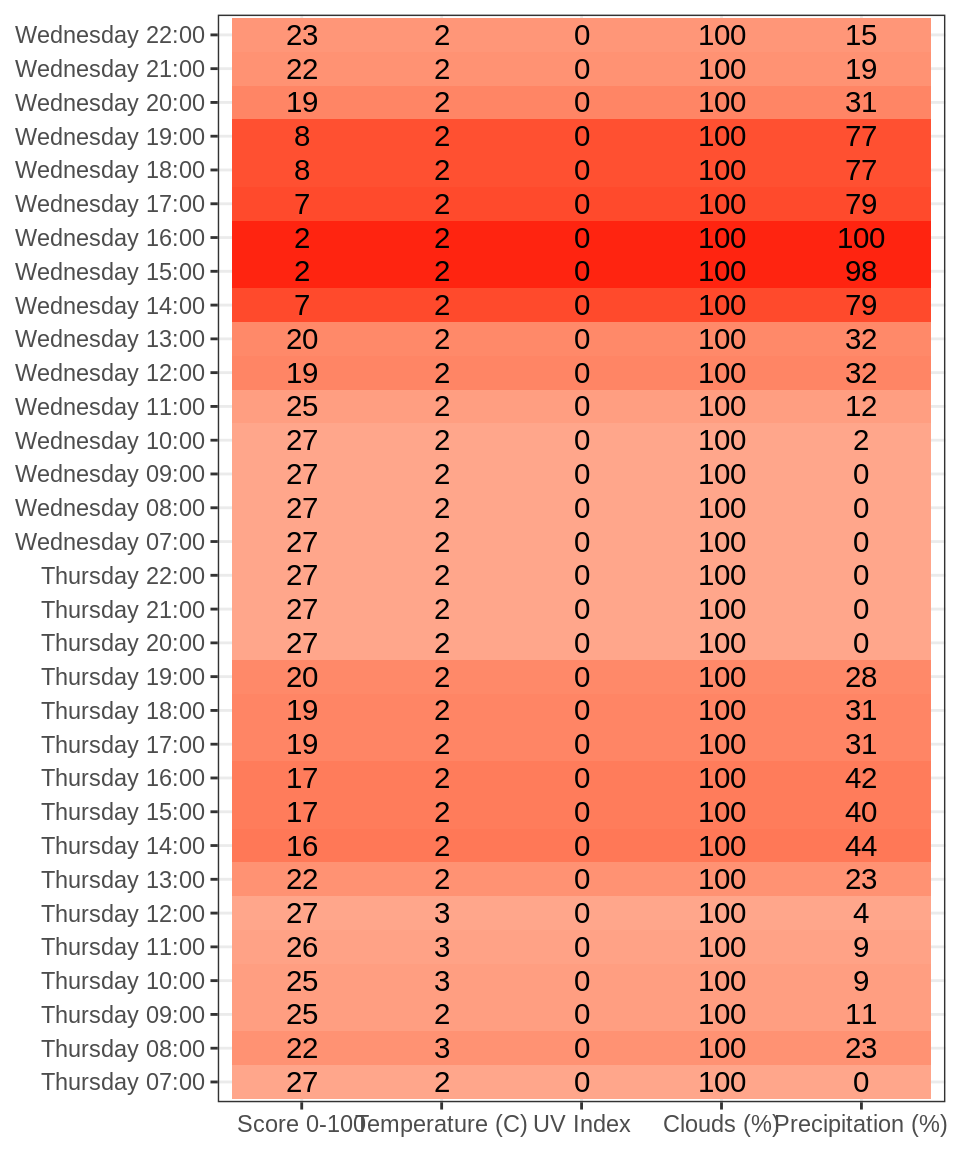 Wednesday 22:00 23 2 0 100 15
Wednesday 21:00 22 2 0 100 19
Wednesday 20:00 19 2 0 100 31
Wednesday 19:00 8 2 0 100 77
Wednesday 18:00 8 2 0 100 77
Wednesday 17:00 7 2 0 100 79
Wednesday 16:00 2 2 0 100 100
Wednesday 15:00 2 2 0 100 98
Wednesday 14:00 7 2 0 100 79
Wednesday 13:00 20 2 0 100 32
Wednesday 12:00 19 2 0 100 32
Wednesday 11:00 25 2 0 100 12
Wednesday 10:00 27 2 0 100 2
Wednesday 09:00 27 2 0 100 0
Wednesday 08:00 27 2 0 100 0
Wednesday 07:00 27 2 0 100 0
Thursday 22:00 27 2 0 100 0
Thursday 21:00 27 2 0 100 0
Thursday 20:00 27 2 0 100 0
Thursday 19:00 20 2 0 100 28
Thursday 18:00 19 2 0 100 31
Thursday 17:00 19 2 0 100 31
Thursday 16:00 17 2 0 100 42
Thursday 15:00 17 2 0 100 40
Thursday 14:00 16 2 0 100 44
Thursday 13:00 22 2 0 100 23
Thursday 12:00 27 3 0 100 4
Thursday 11:00 26 3 0 100 9
Thursday 10:00 25 3 0 100 9
Thursday 09:00 25 2 0 100 11
Thursday 08:00 22 3 0 100 23
Thursday 07:00 27 2 0 100 0
Score 0-100 Temperature (C) UV Index Clouds (%) Precipitation (%)